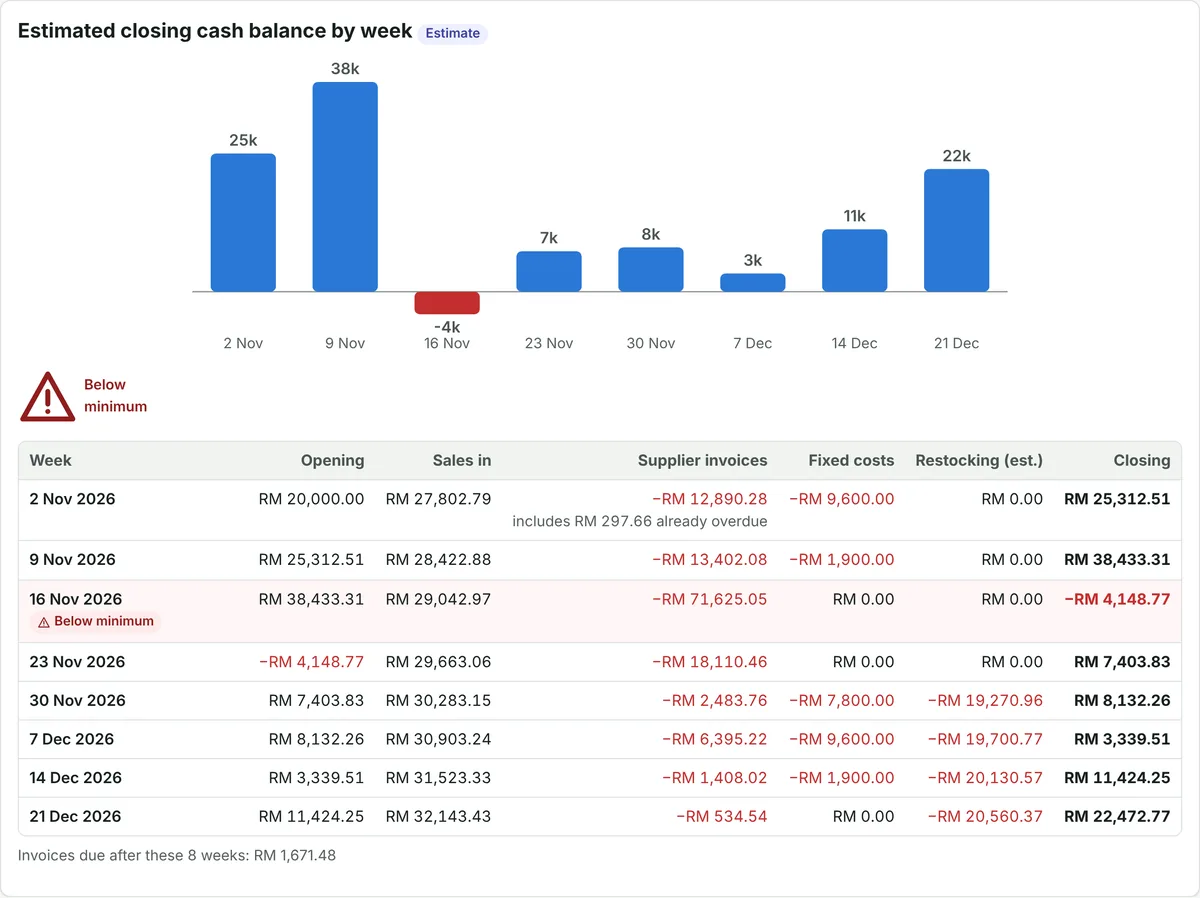 Estimated closing cash balance by week Estimate
38k
25k
22k
11k
8k
7k
3k
-4k
2 Nov 9 Nov 16 Nov 23 Nov 30 Nov 7 Dec 14 Dec 21 Dec
Below
minimum
Week Opening Sales in Supplier invoices Fixed costs Restocking (est.) Closing
2 Nov 2026 RM 20,000.00 RM 27,802.79 −RM 12,890.28 −RM 9,600.00 RM 0.00 RM 25,312.51
includes RM 297.66 already overdue
9 Nov 2026 RM 25,312.51 RM 28,422.88 −RM 13,402.08 −RM 1,900.00 RM 0.00 RM 38,433.31
16 Nov 2026 RM 38,433.31 RM 29,042.97 −RM 71,625.05 RM 0.00 RM 0.00 −RM 4,148.77
Below minimum
23 Nov 2026 −RM 4,148.77 RM 29,663.06 −RM 18,110.46 RM 0.00 RM 0.00 RM 7,403.83
30 Nov 2026 RM 7,403.83 RM 30,283.15 −RM 2,483.76 −RM 7,800.00 −RM 19,270.96 RM 8,132.26
7 Dec 2026 RM 8,132.26 RM 30,903.24 −RM 6,395.22 −RM 9,600.00 −RM 19,700.77 RM 3,339.51
14 Dec 2026 RM 3,339.51 RM 31,523.33 −RM 1,408.02 −RM 1,900.00 −RM 20,130.57 RM 11,424.25
21 Dec 2026 RM 11,424.25 RM 32,143.43 −RM 534.54 RM 0.00 −RM 20,560.37 RM 22,472.77
Invoices due after these 8 weeks: RM 1,671.48